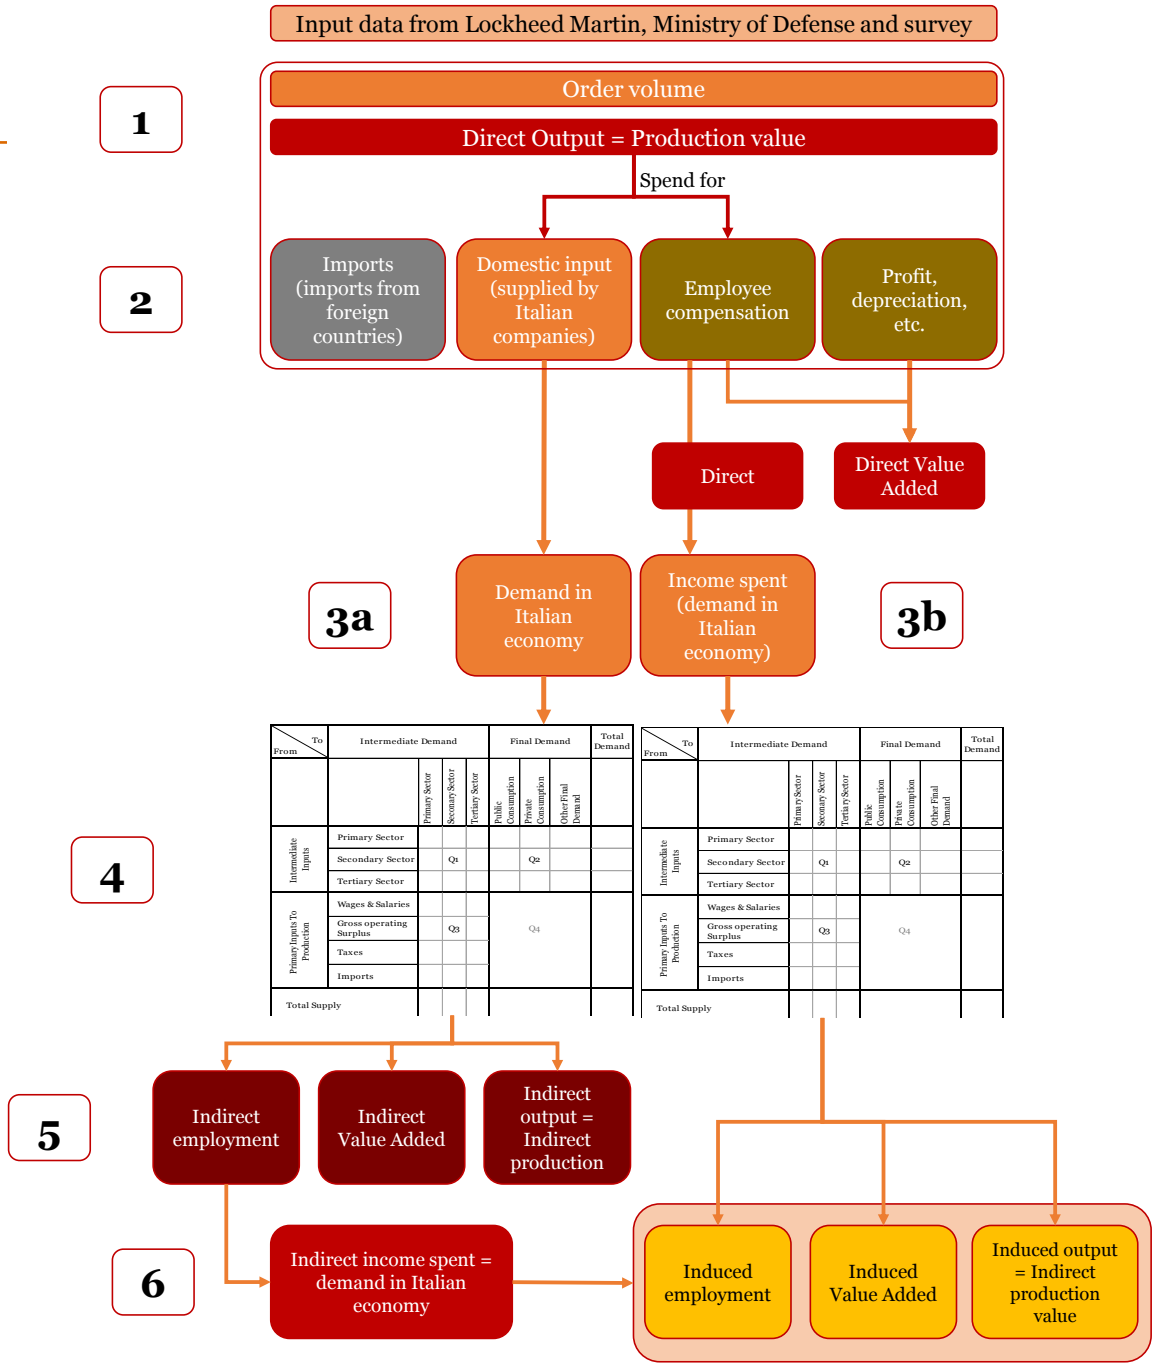 Input data from Lockheed Martin, Ministry of Defense and survey
1
Order volume
Direct Output = Production value
Spend for
2
Imports
(imports from
foreign
countries)
Domestic input
(supplied by
Italian
companies)
Employee
compensation
Profit,
depreciation,
etc.
Direct
Direct Value
Added
3a
Demand in
Italian
economy
Income spent
(demand in
Italian
economy)
3b
4
To
From
Intermediate Demand
Final Demand
Total
Demand
Primary Sector
Seconary Sector
Tertiary Sector
Public
Consumption
Private
Consumption
Other Final
Demand
Intermediate
Inputs
Primary Sector
Secondary Sector
Q1
Q2
Tertiary Sector
Primary Inputs To
Production
Wages & Salaries
Gross operating
Surplus
Q3
Q4
Taxes
Imports
Total Supply
To
From
Intermediate Demand
Final Demand
Total
Demand
Primary Sector
Seconary Sector
Tertiary Sector
Public
Consumption
Private
Consumption
Other Final
Demand
Intermediate
Inputs
Primary Sector
Secondary Sector
Q1
Q2
Tertiary Sector
Primary Inputs To
Production
Wages & Salaries
Gross operating
Surplus
Q3
Q4
Taxes
Imports
Total Supply
5
Indirect
employment
Indirect
Value Added
Indirect
output =
Indirect
production
6
Indirect income spent =
demand in Italian
economy
Induced
employment
Induced
Value Added
Induced output
= Indirect
production
value